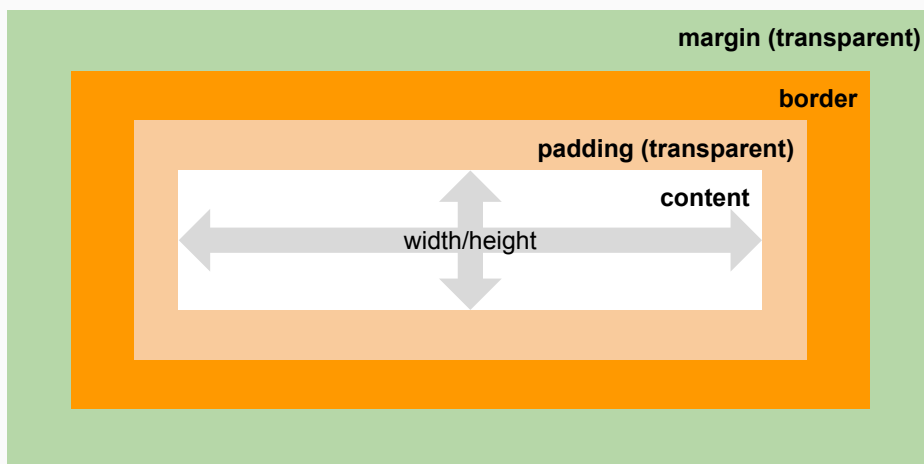 margin (transparent)
border
padding (transparent)
content
width/height